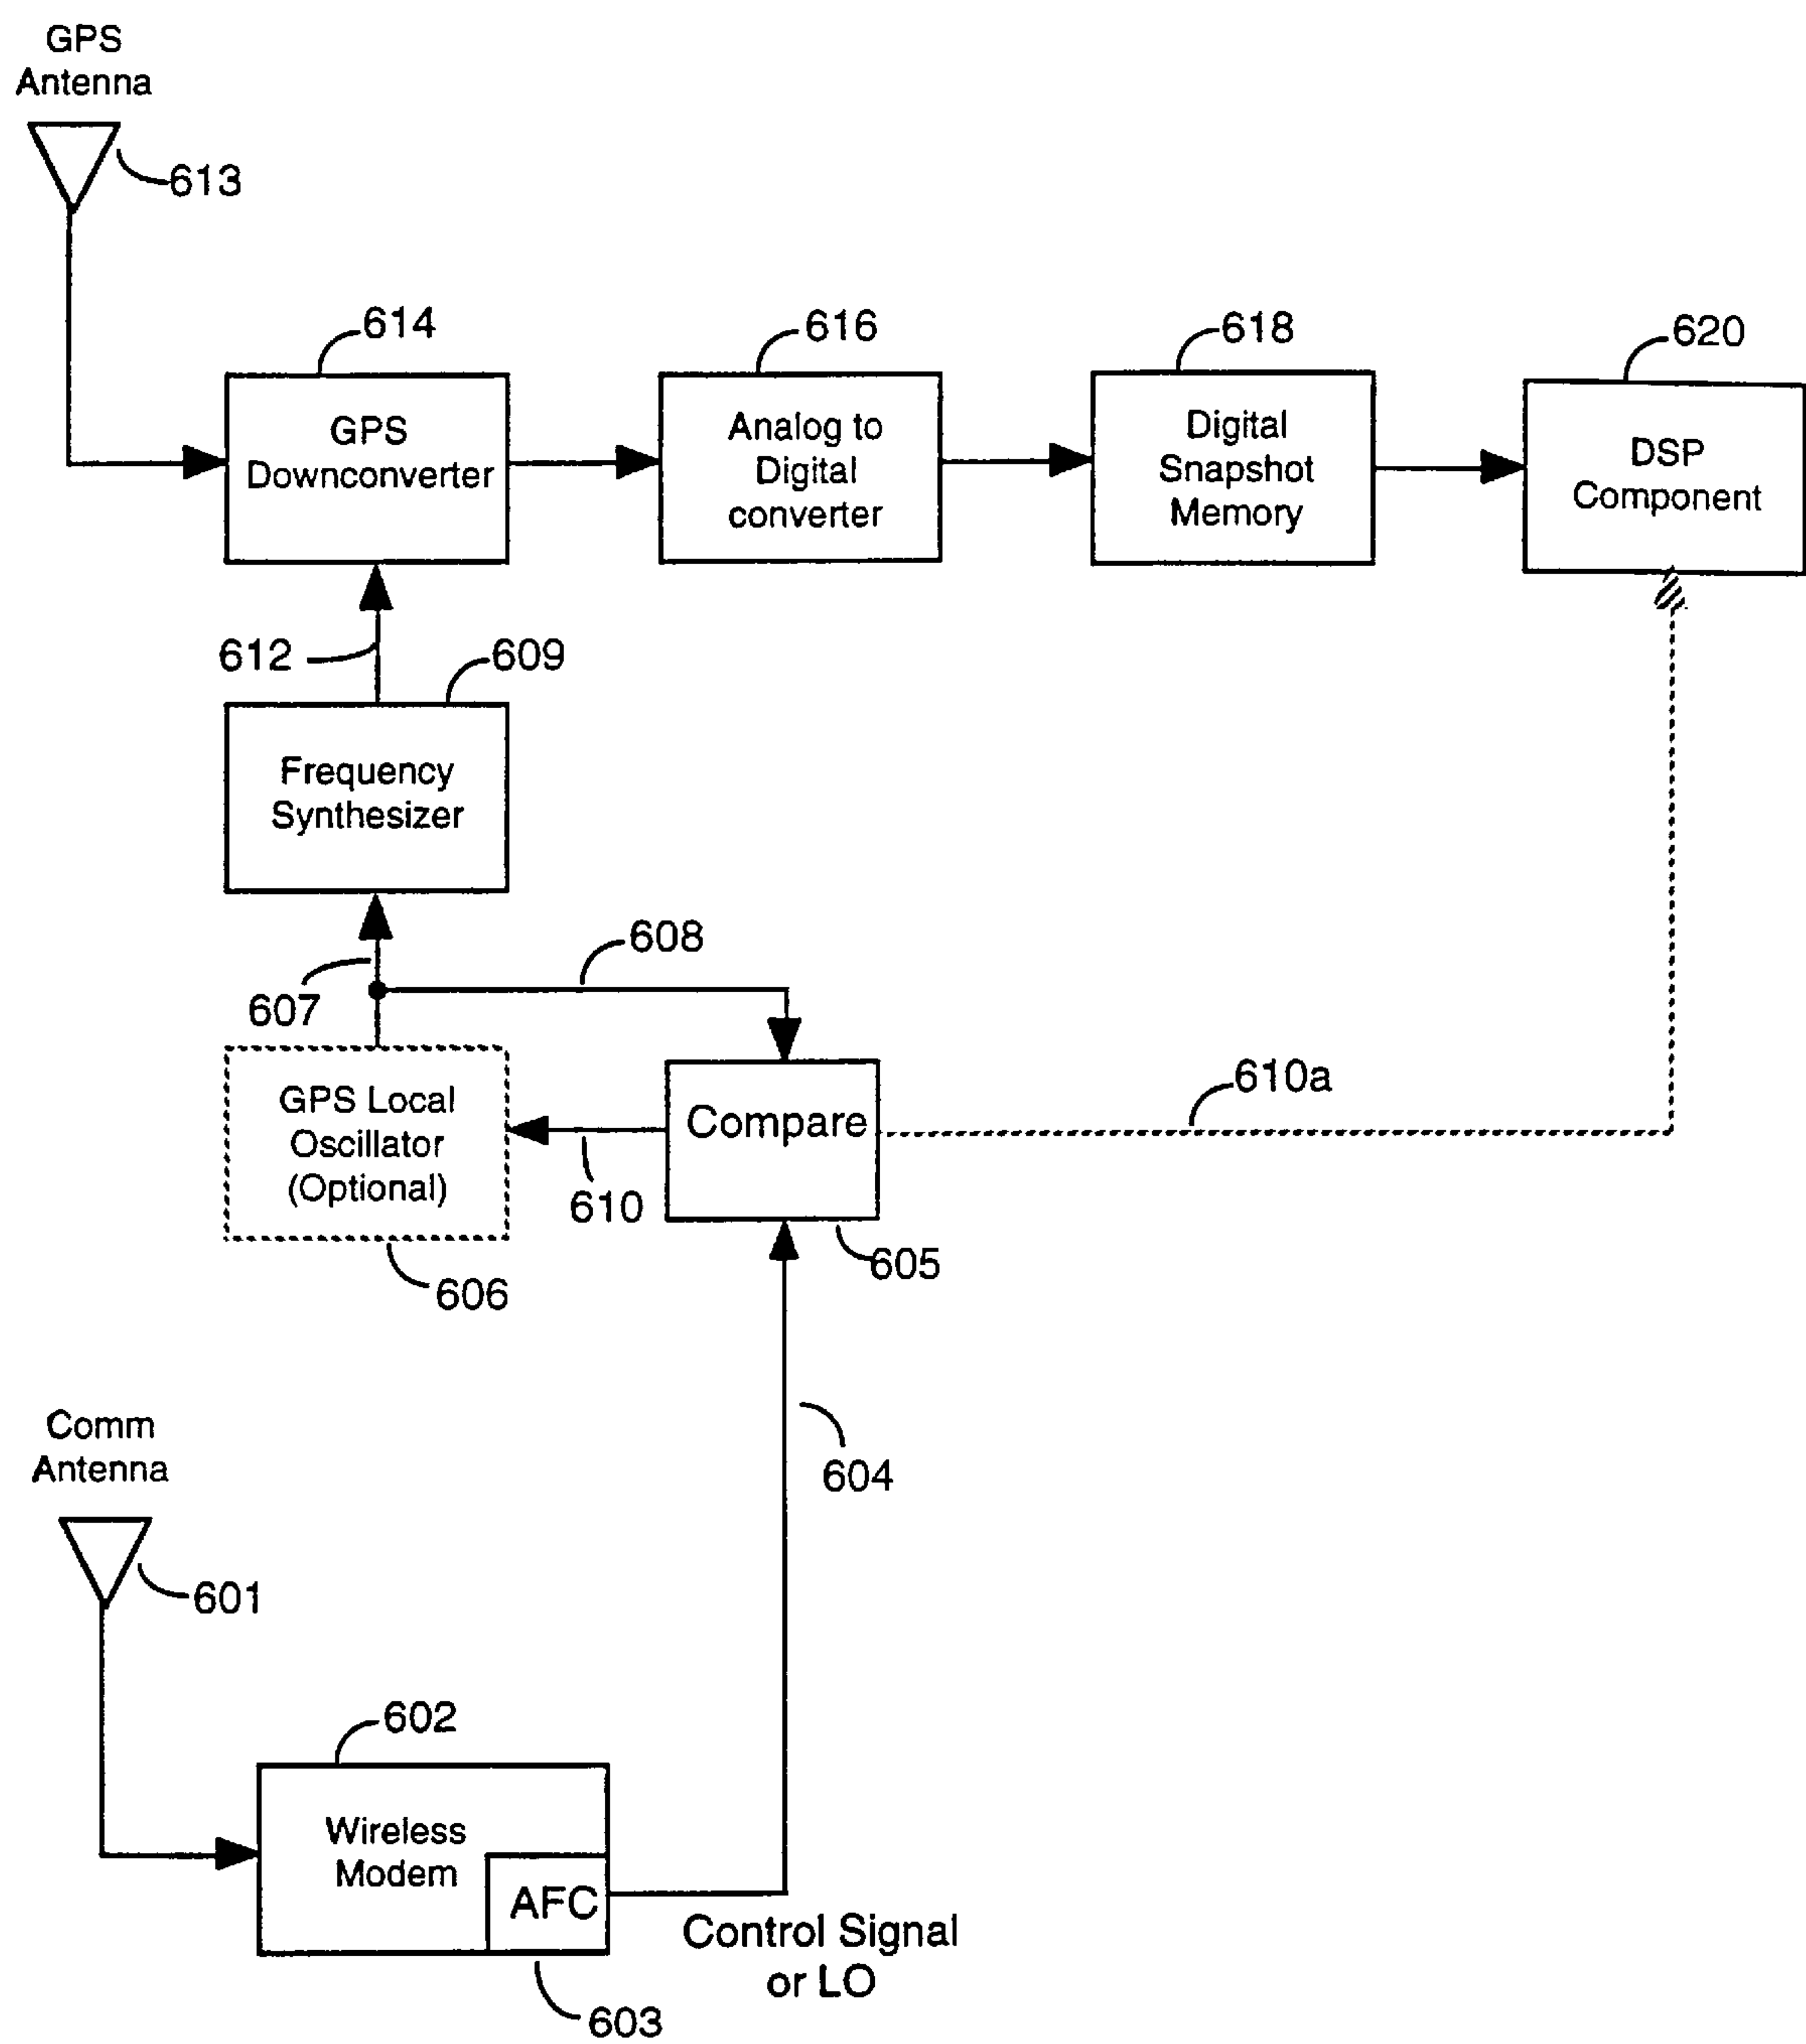 GPS
Antenna
613
614
616
618
620
GPS
Downconverter
Analog to
Digital
converter
Digital
Snapshot
Memory
DSP
Component
612
609
Frequency
Synthesizer
608
607
GPS Local
Oscillator
(Optional)
Compare
610a
610
605
606
Comm
Antenna
604
601
602
Wireless
Modem
AFC
Control Signal
or LO
603